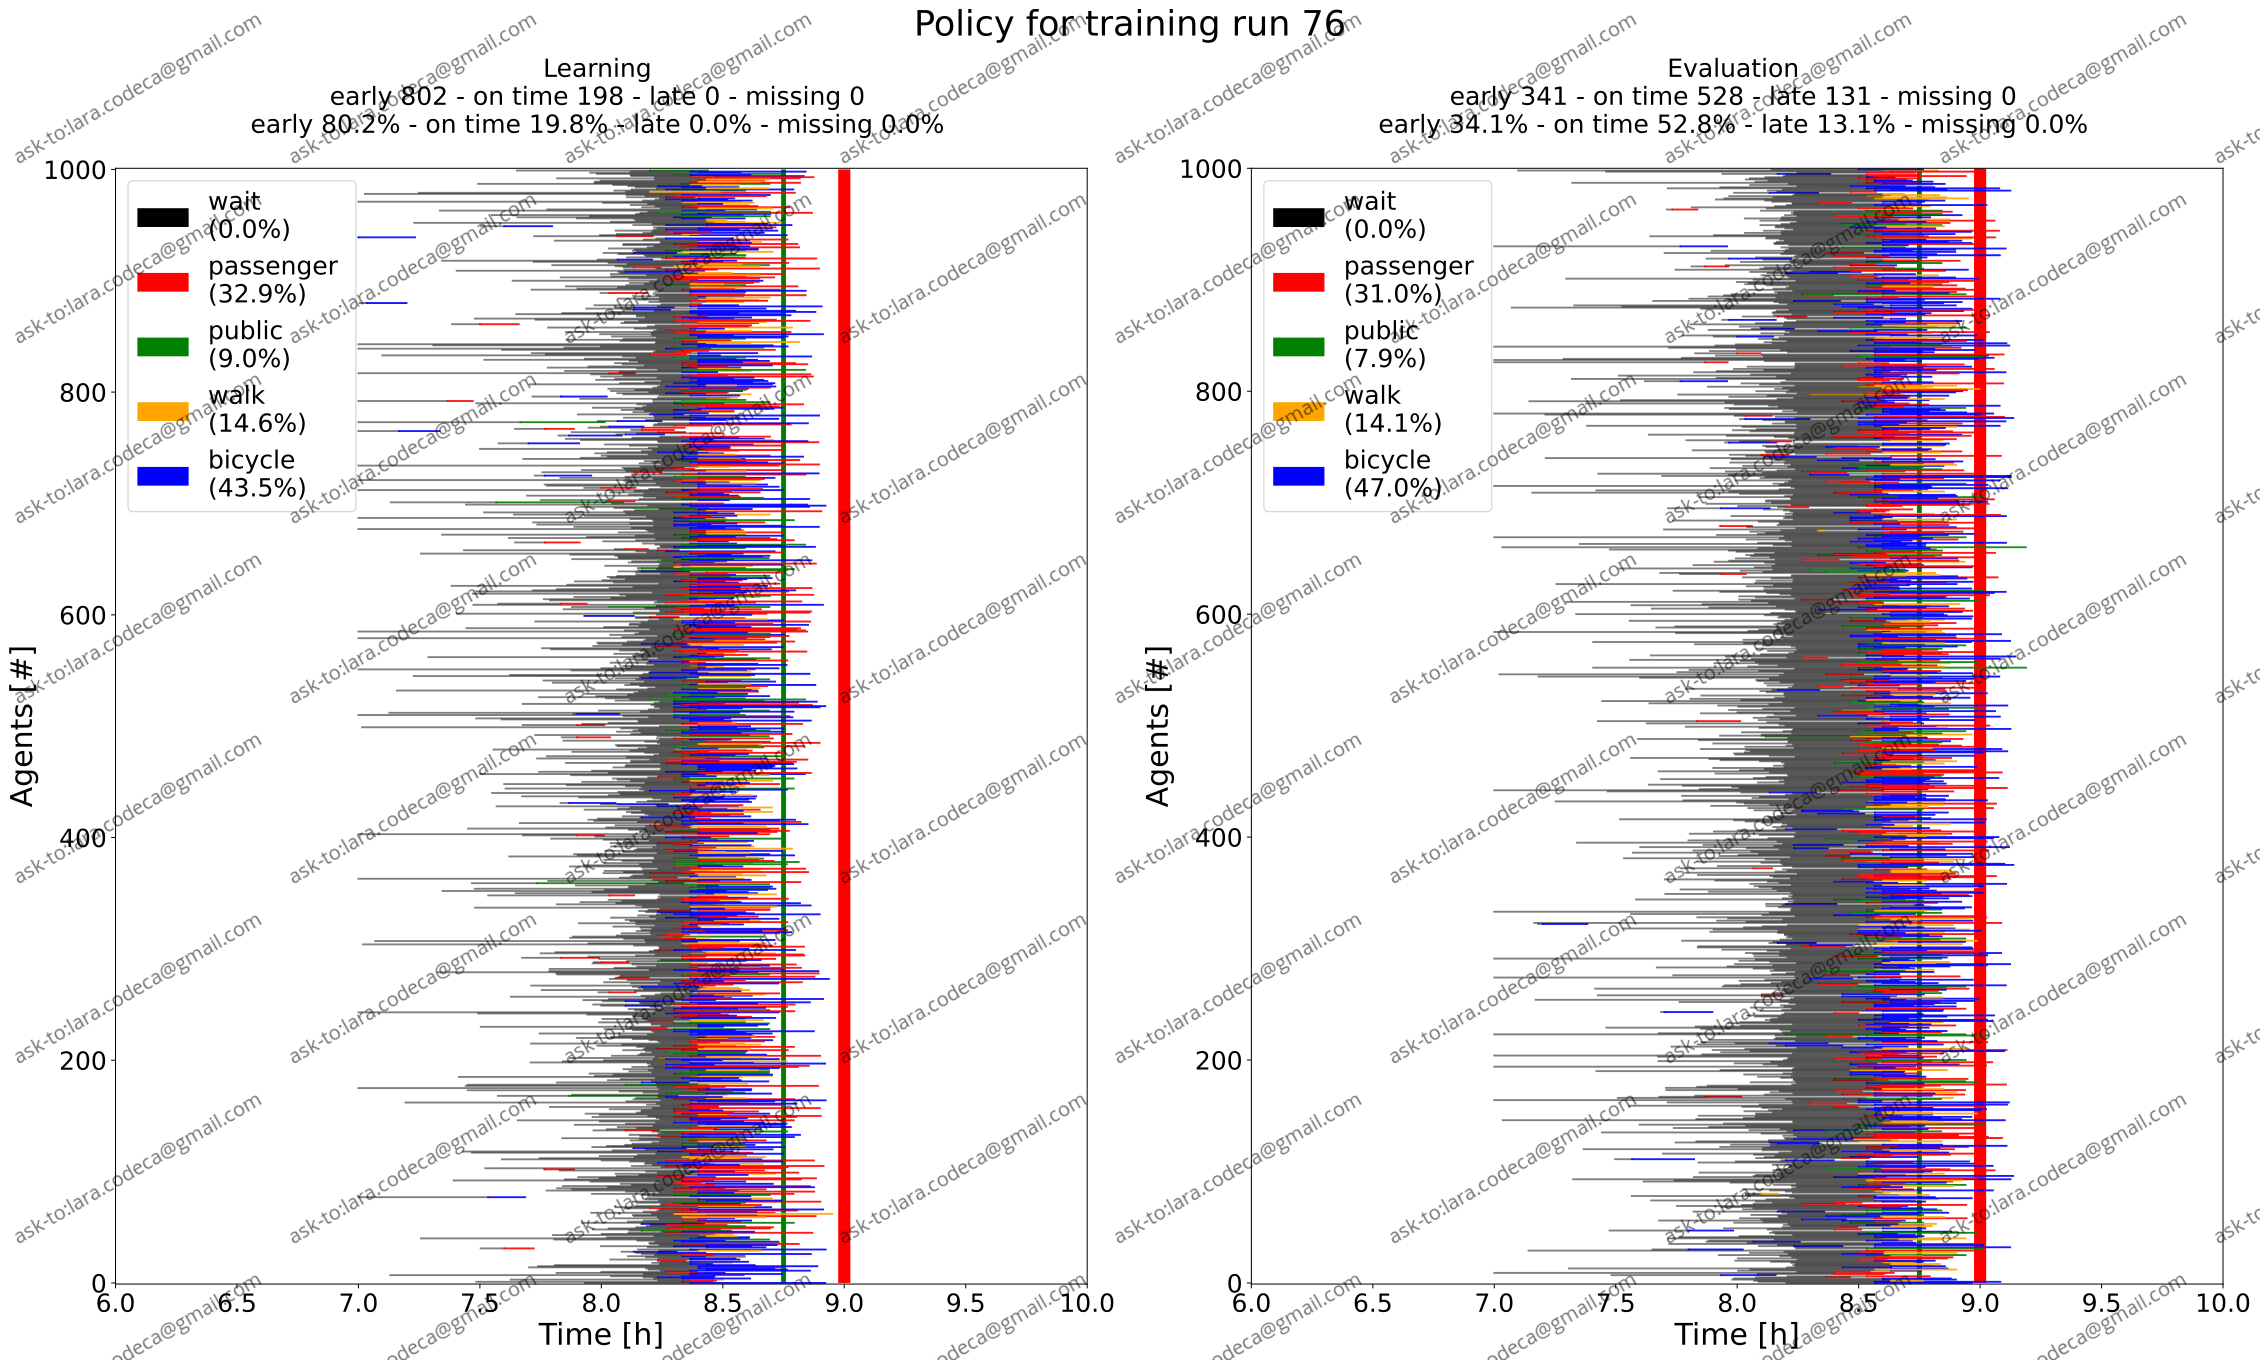 Policy for training run 76
Learning
early 802 - on time 198 - late 0 - missing 0
early 80.2% - on time 19.8% - late 0.0% - missing 0.0%
1000
800
600
400
200
0
Agents [#]
wait
(0.0%)
passenger
(32.9%)
public
(9.0%)
walk
(14.6%)
bicycle
(43.5%)
6.0 6.5 7.0 7.5 8.0 8.5 9.0 9.5 10.0
Time [h]
Evaluation
early 341 - on time 528 - late 131 - missing 0
early 34.1% - on time 52.8% - late 13.1% - missing 0.0%
1000
800
600
400
200
0
Agents [#]
wait
(0.0%)
passenger
(31.0%)
public
(7.9%)
walk
(14.1%)
bicycle
(47.0%)
6.0 6.5 7.0 7.5 8.0 8.5 9.0 9.5 10.0
Time [h]
ask-to:lara.codeca@gmail.com